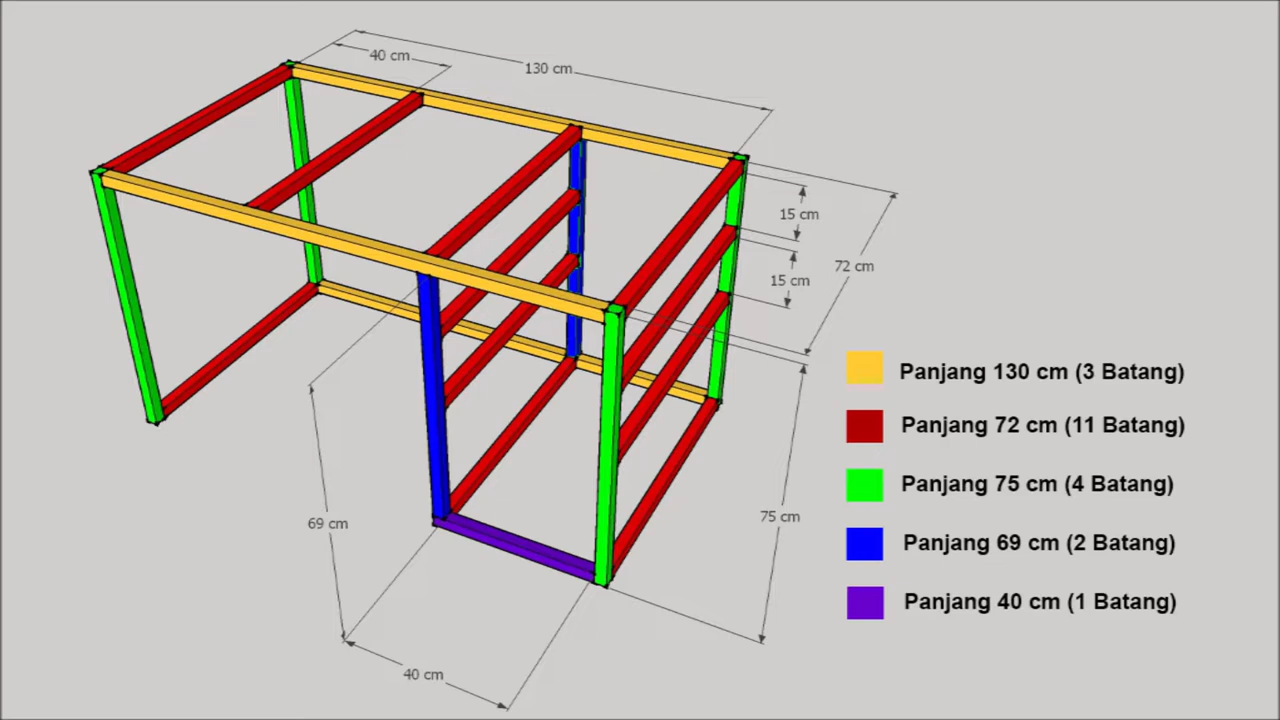 40 cm
130 cm
15 cm
72 cm
15 cm
Panjang 130 cm (3 Batang)
Panjang 72 cm (11 Batang)
Panjang 75 cm (4 Batang)
75 cm
69 cm
Panjang 69 cm (2 Batang)
Panjang 40 cm (1 Batang)
40 cm